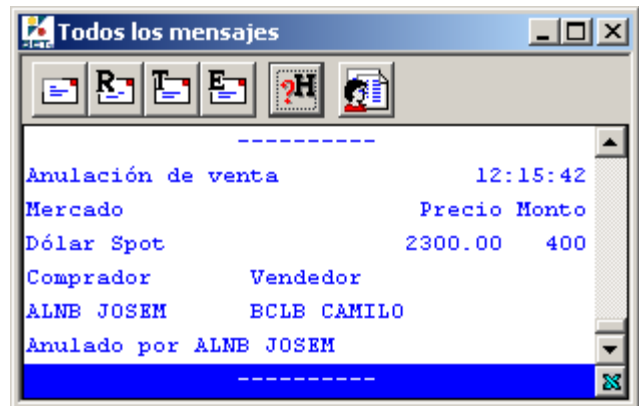 Todos los mensajes
R T E ?H
----------
Anulación de venta 12:15:42
Mercado Precio Monto
Dólar Spot 2300.00 400
Comprador Vendedor
ALNB JOSEM BCLB CAMILO
Anulado por ALNB JOSEM
----------